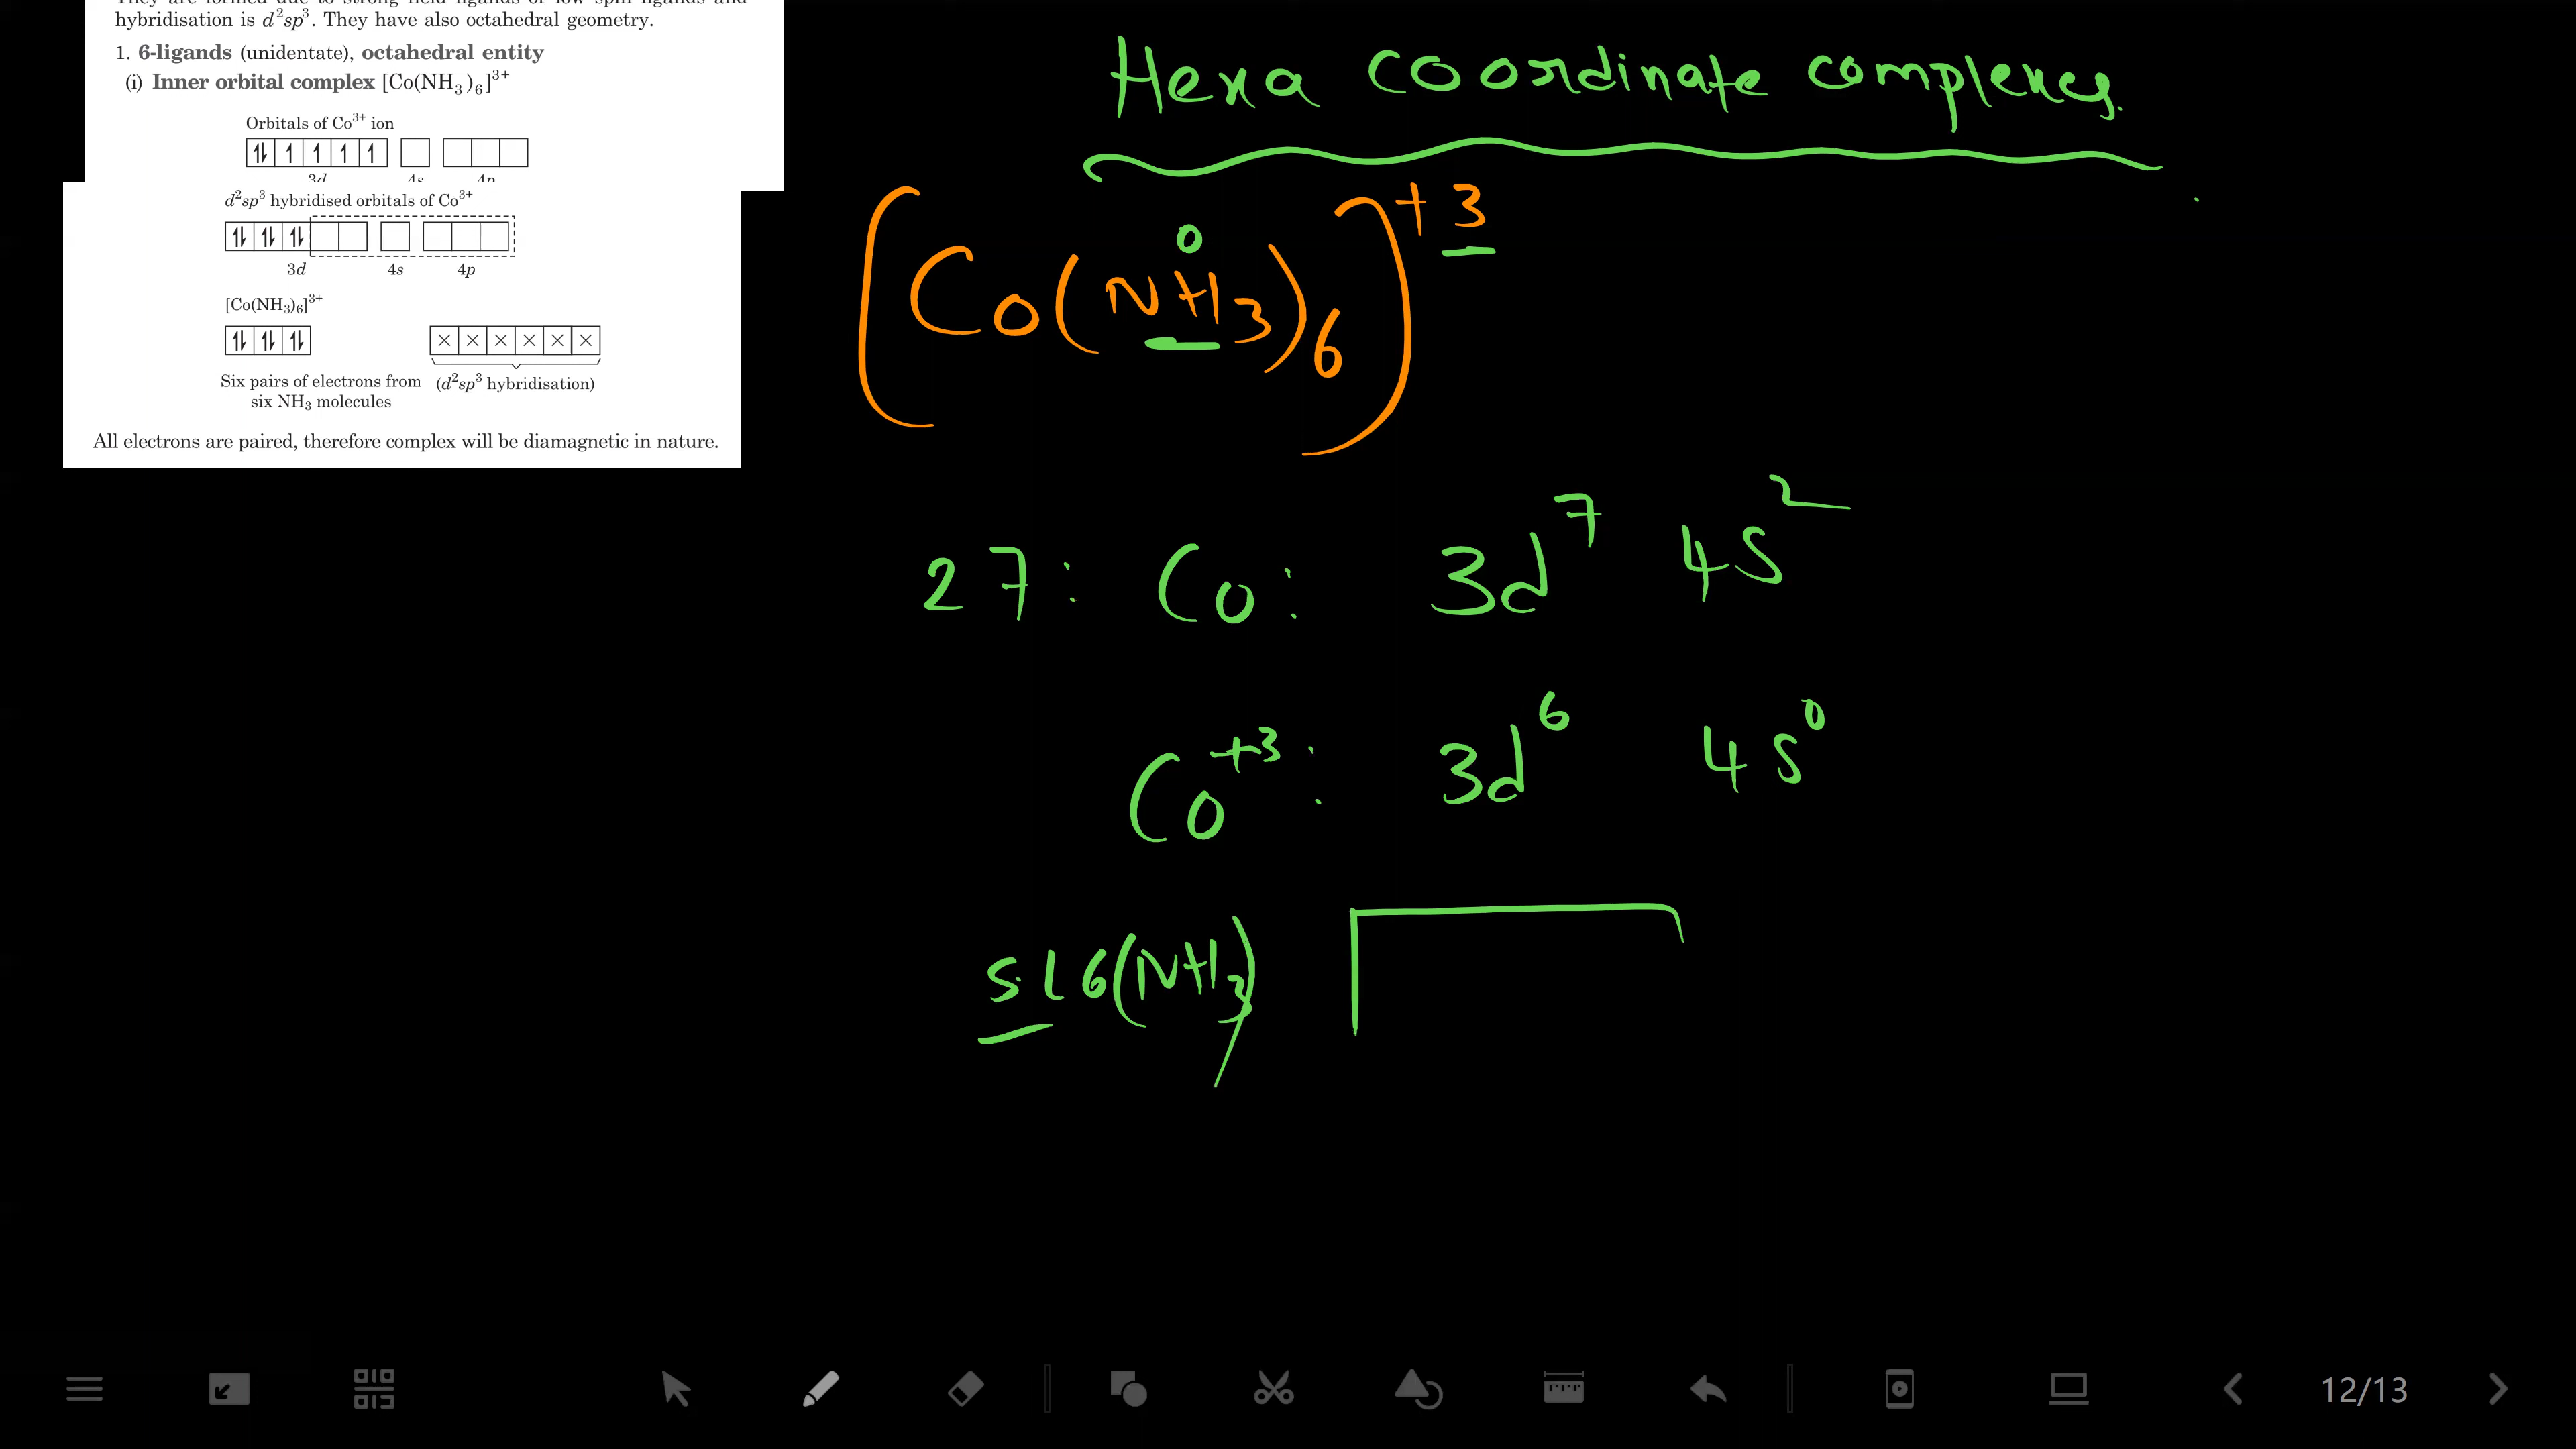 hybridisation is d²sp³. They have also octahedral geometry.
1. 6-ligands (unidentate), octahedral entity
(i) Inner orbital complex [Co(NH₃)₆]³⁺
Orbitals of Co³⁺ ion
3d 4s 4p
d²sp³ hybridised orbitals of Co³⁺
3d 4s 4p
[Co(NH₃)₆]³⁺
Six pairs of electrons from six NH₃ molecules
(d²sp³ hybridisation)
All electrons are paired, therefore complex will be diamagnetic in nature.
Hexa coordinate complexes.
[Co(NH₃)₆]⁺³
0
27: Co: 3d⁷ 4s²
Co⁺³: 3d⁶ 4s⁰
SL 6(NH₃)
12/13